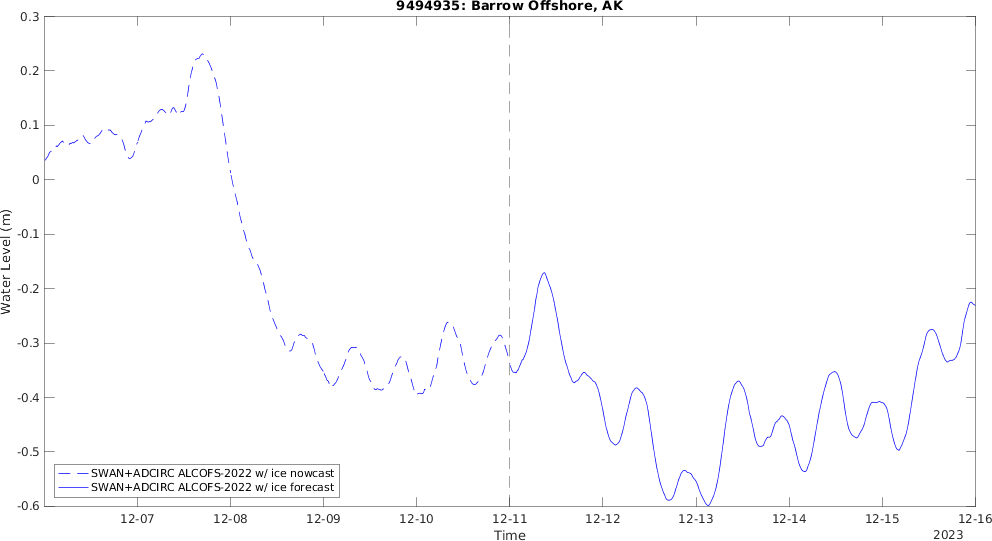 9494935: Barrow Offshore, AK
0.3
0.2
0.1
0
-0.1
-0.2
-0.3
-0.4
-0.5
-0.6
Water Level (m)
SWAN+ADCIRC ALCOFS-2022 w/ ice nowcast
SWAN+ADCIRC ALCOFS-2022 w/ ice forecast
12-07 12-08 12-09 12-10 12-11 12-12 12-13 12-14 12-15 12-16
Time
2023